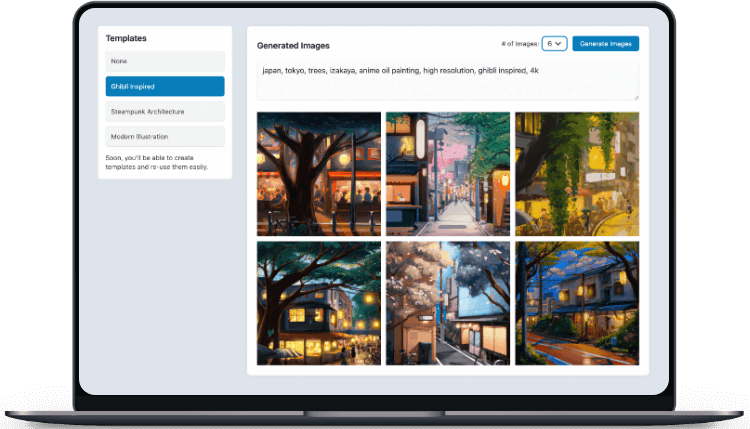 Templates
None
Ghibli Inspired
Steampunk Architecture
Modern Illustration
Soon, you'll be able to create
templates and re-use them easily.
Generated Images
# of Images:
6
Generate Images
japan, tokyo, trees, izakaya, anime oil painting, high resolution, ghibli inspired, 4k